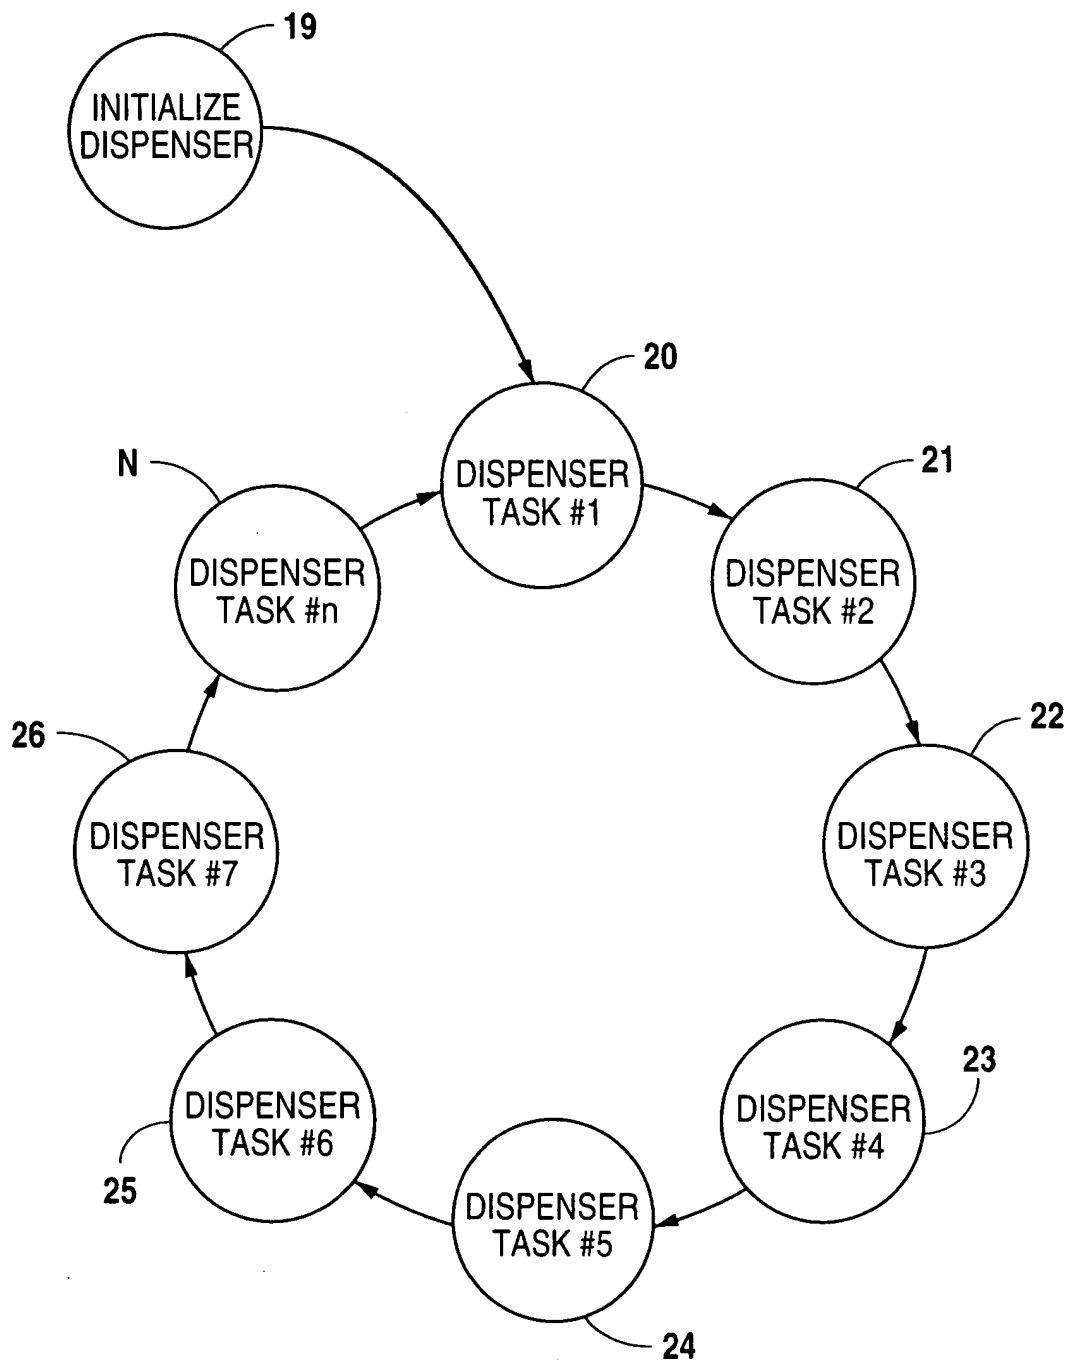 19
INITIALIZE
DISPENSER
20
DISPENSER
TASK #1
N
DISPENSER
TASK #n
21
DISPENSER
TASK #2
22
DISPENSER
TASK #3
26
DISPENSER
TASK #7
23
DISPENSER
TASK #4
25
DISPENSER
TASK #6
24
DISPENSER
TASK #5